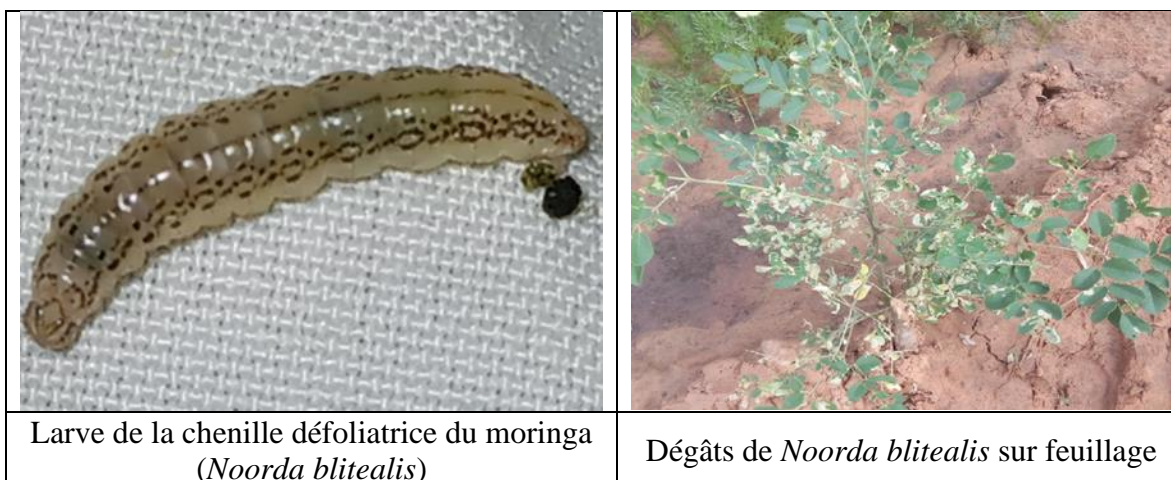 Larve de la chenille défoliatrice du moringa
(Noorda blitealis)
Dégâts de Noorda blitealis sur feuillage